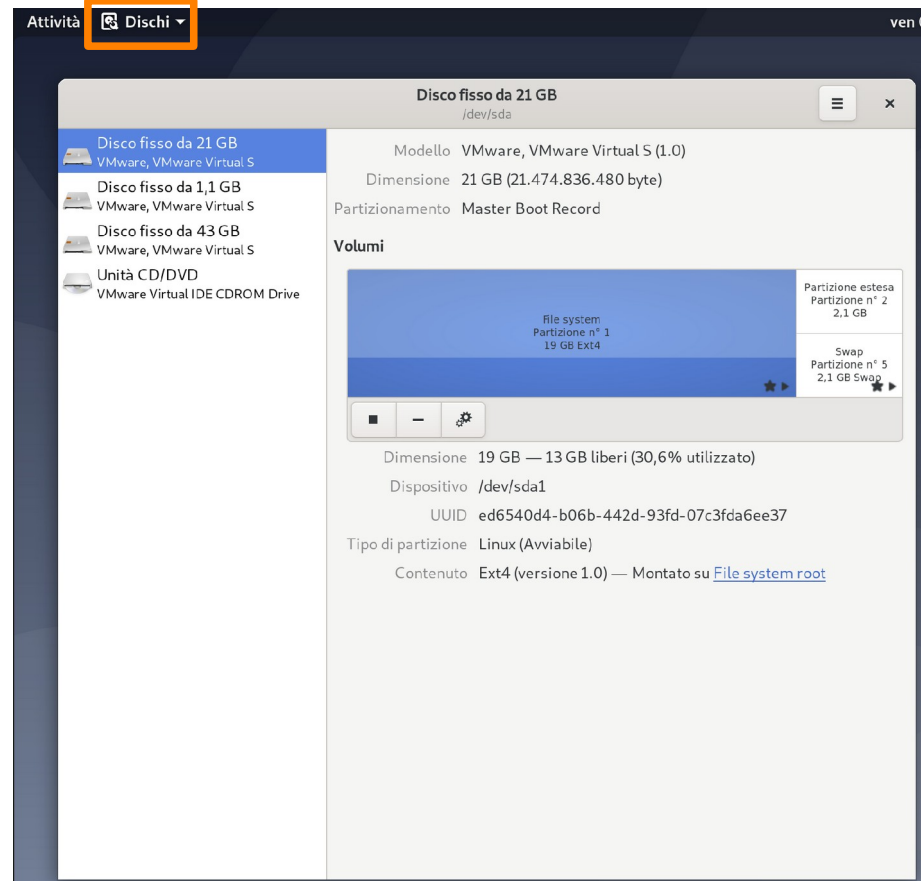 Attività Dischi ven
Disco fisso da 21 GB
/dev/sda
Disco fisso da 21 GB
VMware, VMware Virtual S
Disco fisso da 1,1 GB
VMware, VMware Virtual S
Disco fisso da 43 GB
VMware, VMware Virtual S
Unità CD/DVD
VMware Virtual IDE CDROM Drive
Modello VMware, VMware Virtual S (1.0)
Dimensione 21 GB (21.474.836.480 byte)
Partizionamento Master Boot Record
Volumi
File system
Partizione n° 1
19 GB Ext4
Partizione estesa
Partizione n° 2
2,1 GB
Swap
Partizione n° 5
2,1 GB Swap
Dimensione 19 GB — 13 GB liberi (30,6% utilizzato)
Dispositivo /dev/sda1
UUID ed6540d4-b06b-442d-93fd-07c3fda6ee37
Tipo di partizione Linux (Avviabile)
Contenuto Ext4 (versione 1.0) — Montato su File system root